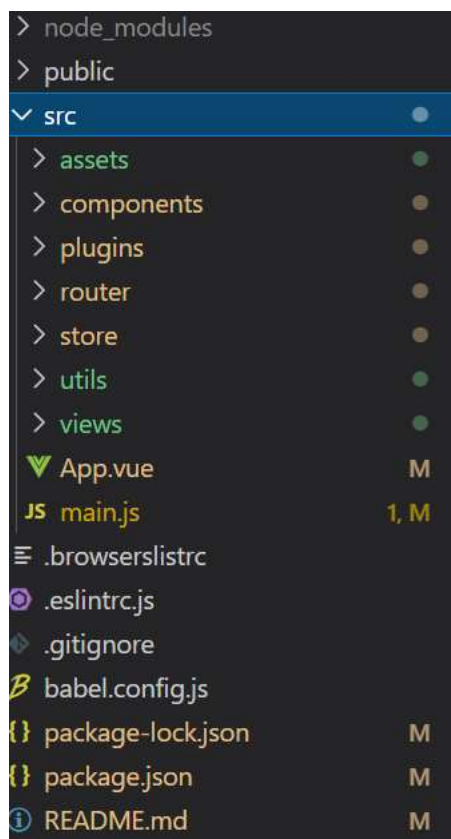 node_modules
public
src
assets
components
plugins
router
store
utils
views
App.vue M
JS main.js 1, M
.browserslistrc
.eslintrc.js
.gitignore
babel.config.js
{} package-lock.json M
{} package.json M
README.md M